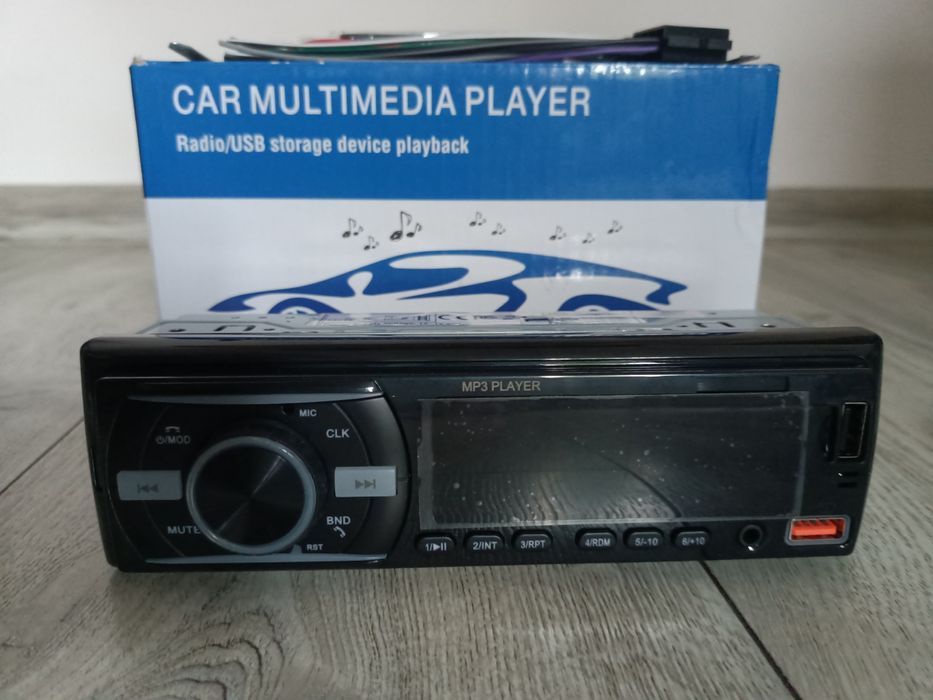 CAR MULTIMEDIA PLAYER
Radio/USB storage device playback
MP3 PLAYER
MIC
/MOD
CLK
MUTE
BND
RST
1/
2/INT
3/RPT
4/RDM
5/-10
6/+10